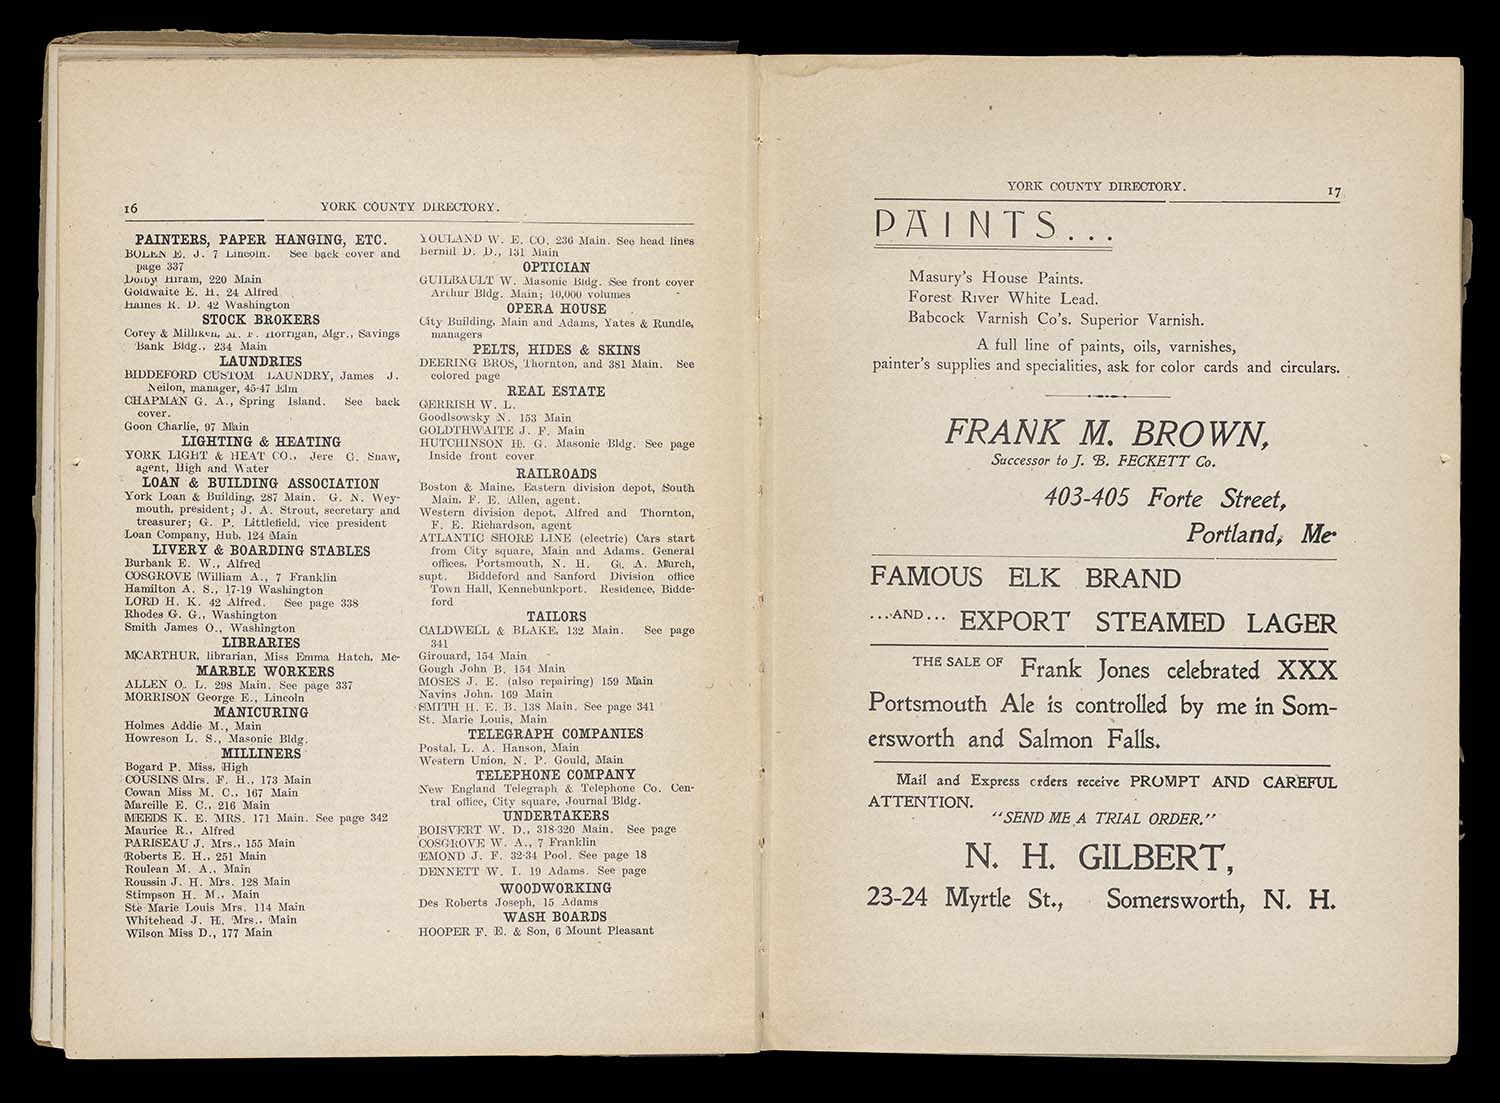 16 YORK COUNTY DIRECTORY.
PAINTERS, PAPER HANGING, ETC.
BOLEN E. J. 7 Lincoln. See back cover and
page 337
Doiby Hiram, 220 Main
Goldwaite E. H. 24 Alfred
Haines R. D. 42 Washington
STOCK BROKERS
Corey & Milliken, M. F. Horrigan, Mgr., Savings
Bank Bldg., 234 Main
LAUNDRIES
BIDDEFORD CUSTOM LAUNDRY, James J.
Neilon, manager, 45-47 Elm
CHAPMAN G. A., Spring Island. See back
cover.
Goon Charlie, 97 Main
LIGHTING & HEATING
YORK LIGHT & HEAT CO., Jere G. Shaw,
agent, High and Water
LOAN & BUILDING ASSOCIATION
York Loan & Building, 287 Main. G. N. Wey-
mouth, president; J. A. Strout, secretary and
treasurer; G. P. Littlefield, vice president
Loan Company, Hub, 124 Main
LIVERY & BOARDING STABLES
Burbank E. W., Alfred
COSGROVE William A., 7 Franklin
Hamilton A. S., 17-19 Washington
LORD H. K. 42 Alfred. See page 338
Rhodes G. G., Washington
Smith James O., Washington
LIBRARIES
MCARTHUR, librarian, Miss Emma Hatch, Mc-
MARBLE WORKERS
ALLEN O. L. 298 Main. See page 337
MORRISON George E., Lincoln
MANICURING
Holmes Addie M., Main
Howreson L. S., Masonic Bldg.
MILLINERS
Bogard P. Miss, High
COUSINS Mrs. F. H., 173 Main
Cowan Miss M. C., 167 Main
Marcille E. C., 216 Main
MEEDS K. E. MRS. 171 Main. See page 342
Maurice R., Alfred
PARISEAU J. Mrs., 155 Main
Roberts E. H., 251 Main
Roulean M. A., Main
Roussin J. H. Mrs. 128 Main
Stimpson H. M., Main
Ste Marie Louis Mrs. 114 Main
Whitehead J. H. Mrs., Main
Wilson Miss D., 177 Main
YOULAND W. E. CO. 236 Main. See head lines
Bernill D. D., 131 Main
OPTICIAN
GUILBAULT W. Masonic Bldg. See front cover
Arthur Bldg. Main; 10,000 volumes
OPERA HOUSE
City Building, Main and Adams, Yates & Rundle,
managers
PELTS, HIDES & SKINS
DEERING BROS, Thornton, and 381 Main. See
colored page
REAL ESTATE
GERRISH W. L.
Goodlsowsky N. 153 Main
GOLDTHWAITE J. F. Main
HUTCHINSON H. G. Masonic Bldg. See page
Inside front cover
RAILROADS
Boston & Maine, Eastern division depot, South
Main, F. E. Allen, agent.
Western division depot, Alfred and Thornton,
F. E. Richardson, agent
ATLANTIC SHORE LINE (electric) Cars start
from City square, Main and Adams. General
offices, Portsmouth, N. H. G. A. Murch,
supt. Biddeford and Sanford Division office
Town Hall, Kennebunkport. Residence, Bidde-
ford
TAILORS
CALDWELL & BLAKE, 132 Main. See page
341
Girouard, 154 Main
Gough John B. 154 Main
MOSES J. E. (also repairing) 159 Main
Navins John, 169 Main
SMITH H. E. B. 138 Main. See page 341
St. Marie Louis, Main
TELEGRAPH COMPANIES
Postal, L. A. Hanson, Main
Western Union, N. P. Gould, Main
TELEPHONE COMPANY
New England Telegraph & Telephone Co. Cen-
tral office, City square, Journal Bldg.
UNDERTAKERS
BOISVERT W. D., 318-320 Main. See page
COSGROVE W. A., 7 Franklin
EMOND J. F. 32-34 Pool. See page 18
DENNETT W. I. 19 Adams. See page
WOODWORKING
Des Roberts Joseph, 15 Adams
WASH BOARDS
HOOPER F. E. & Son, 6 Mount Pleasant
YORK COUNTY DIRECTORY. 17
PAINTS...
Masury's House Paints.
Forest River White Lead.
Babcock Varnish Co's. Superior Varnish.
A full line of paints, oils, varnishes,
painter's supplies and specialities, ask for color cards and circulars.
FRANK M. BROWN,
Successor to J. B. FECKETT Co.
403-405 Forte Street,
Portland, Me.
FAMOUS ELK BRAND
...AND... EXPORT STEAMED LAGER
THE SALE OF Frank Jones celebrated XXX
Portsmouth Ale is controlled by me in Som-
ersworth and Salmon Falls.
Mail and Express orders receive PROMPT AND CAREFUL
ATTENTION.
"SEND ME A TRIAL ORDER."
N. H. GILBERT,
23-24 Myrtle St., Somersworth, N. H.